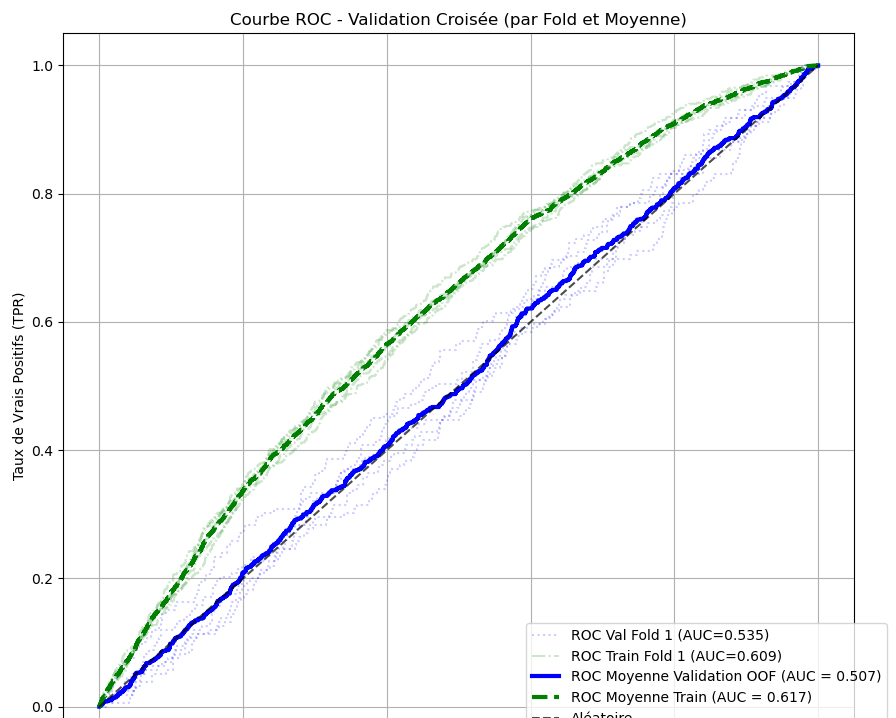 Courbe ROC - Validation Croisée (par Fold et Moyenne)
1.0
0.8
0.6
0.4
0.2
0.0
Taux de Vrais Positifs (TPR)
ROC Val Fold 1 (AUC=0.535)
ROC Train Fold 1 (AUC=0.609)
ROC Moyenne Validation OOF (AUC = 0.507)
ROC Moyenne Train (AUC = 0.617)
Aléatoire